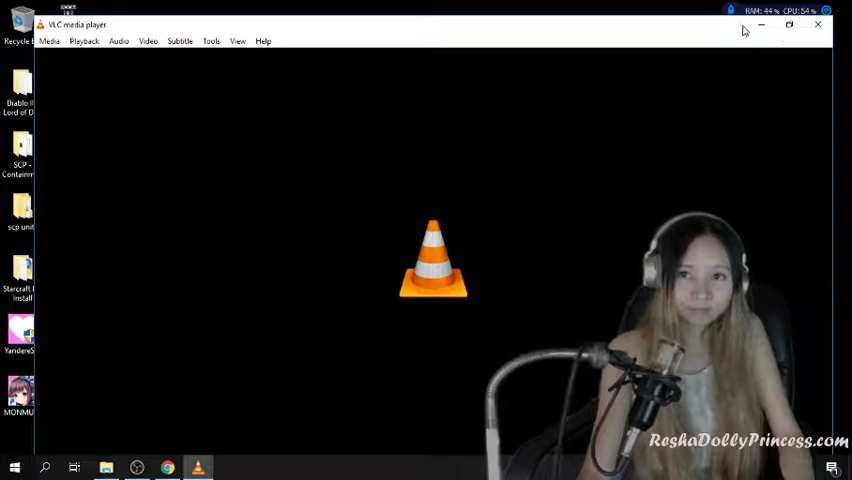 RAM: 44 % CPU: 54 %
VLC media player
Media Playback Audio Video Subtitle Tools View Help
Recycle
Diablo II
Lord of D
SCP -
Containm
scp unit
Starcraft
Install
YandereS
MONMU
ReshaDollyPrincess.com